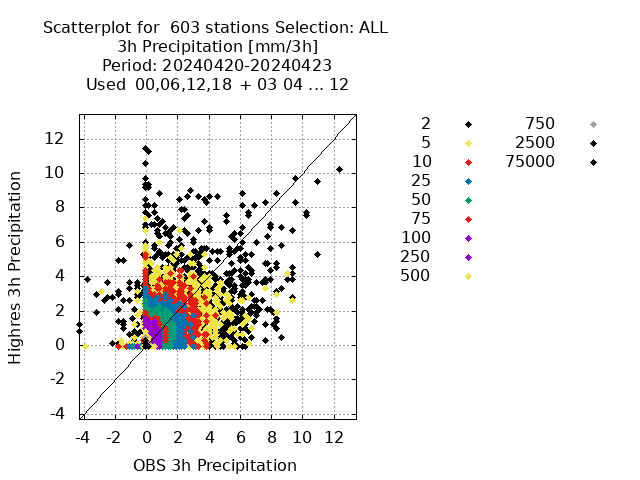 Scatterplot for  603 stations Selection: ALL
3h Precipitation [mm/3h]
Period: 20240420-20240423
Used  00,06,12,18 + 03 04 ... 12
Highres 3h Precipitation
12
10
8
6
4
2
0
-2
-4
-4 -2 0 2 4 6 8 10 12
OBS 3h Precipitation
2 750
5 2500
10 75000
25
50
75
100
250
500